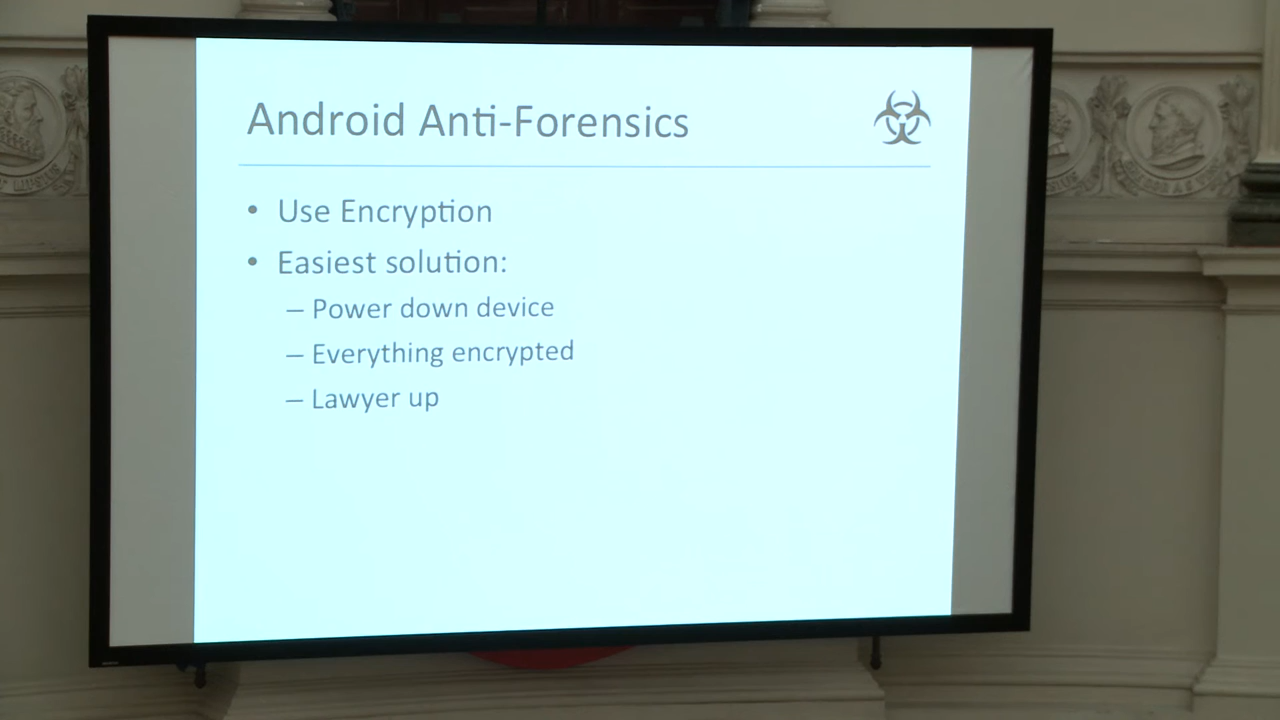 Android Anti-Forensics
• Use Encryption
• Easiest solution:
– Power down device
– Everything encrypted
– Lawyer up